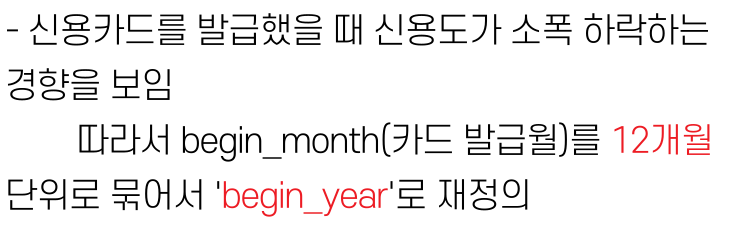 - 신용카드를 발급했을 때 신용도가 소폭 하락하는
경향을 보임
따라서 begin_month(카드 발급월)를 12개월
단위로 묶어서 'begin_year'로 재정의